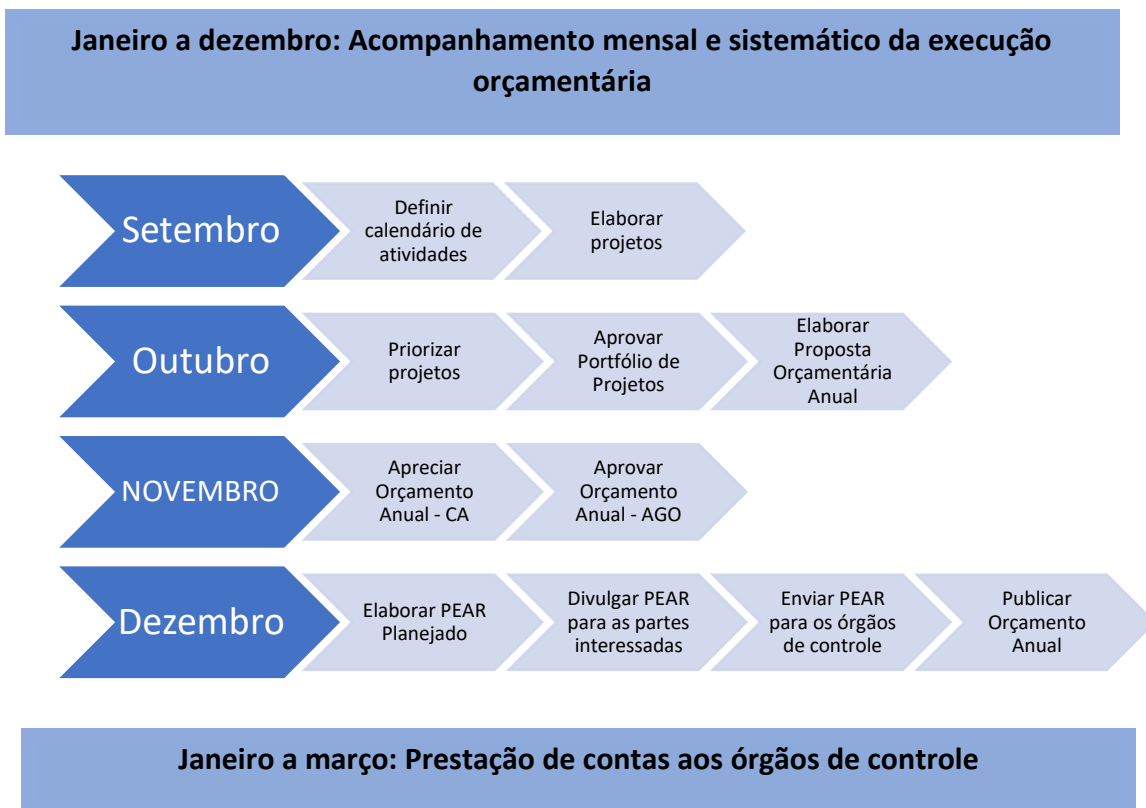 Janeiro a dezembro: Acompanhamento mensal e sistemático da execução
orçamentária
Setembro
Definir
calendário de
atividades
Elaborar
projetos
Outubro
Priorizar
projetos
Aprovar
Portfólio de
Projetos
Elaborar
Proposta
Orçamentária
Anual
NOVEMBRO
Apreciar
Orçamento
Anual - CA
Aprovar
Orçamento
Anual - AGO
Dezembro
Elaborar PEAR
Planejado
Divulgar PEAR
para as partes
interessadas
Enviar PEAR
para os órgãos
de controle
Publicar
Orçamento
Anual
Janeiro a março: Prestação de contas aos órgãos de controle